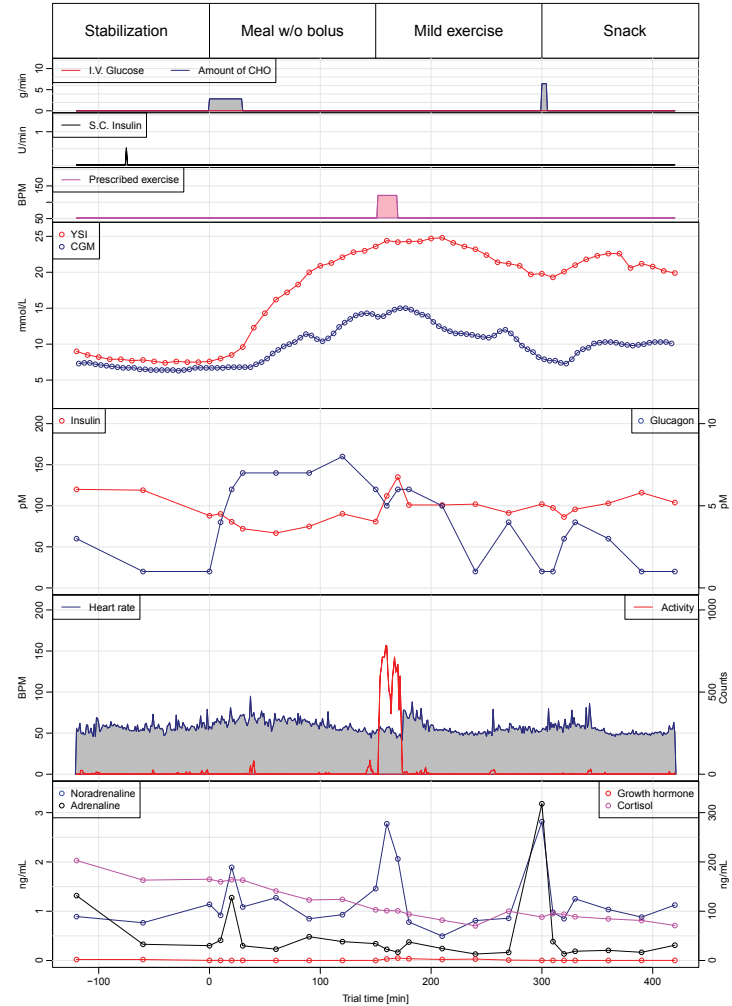 Stabilization Meal w/o bolus Mild exercise Snack
I.V. Glucose Amount of CHO
g/min
10
5
0
S.C. Insulin
U/min
1
Prescribed exercise
BPM
150
50
YSI
CGM
mmol/L
25
20
15
10
5
Insulin Glucagon
pM
200
150
100
50
0
10
5
0
pM
Heart rate Activity
BPM
200
150
100
50
0
1000
500
0
Counts
Noradrenaline Growth hormone
Adrenaline Cortisol
ng/mL
3
2
1
0
300
200
100
0
ng/mL
−100 0 100 200 300 400
Trial time [min]